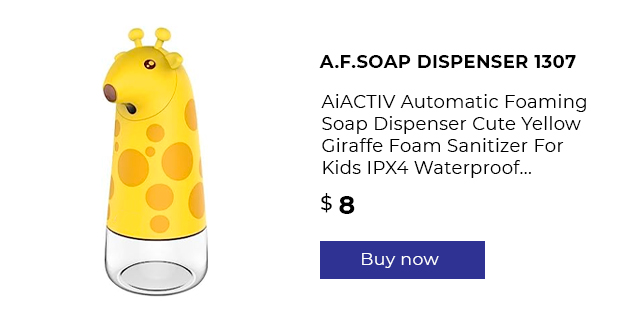 A.F.SOAP DISPENSER 1307
AiACTIV Automatic Foaming
Soap Dispenser Cute Yellow
Giraffe Foam Sanitizer For
Kids IPX4 Waterproof...
$ 8
Buy now